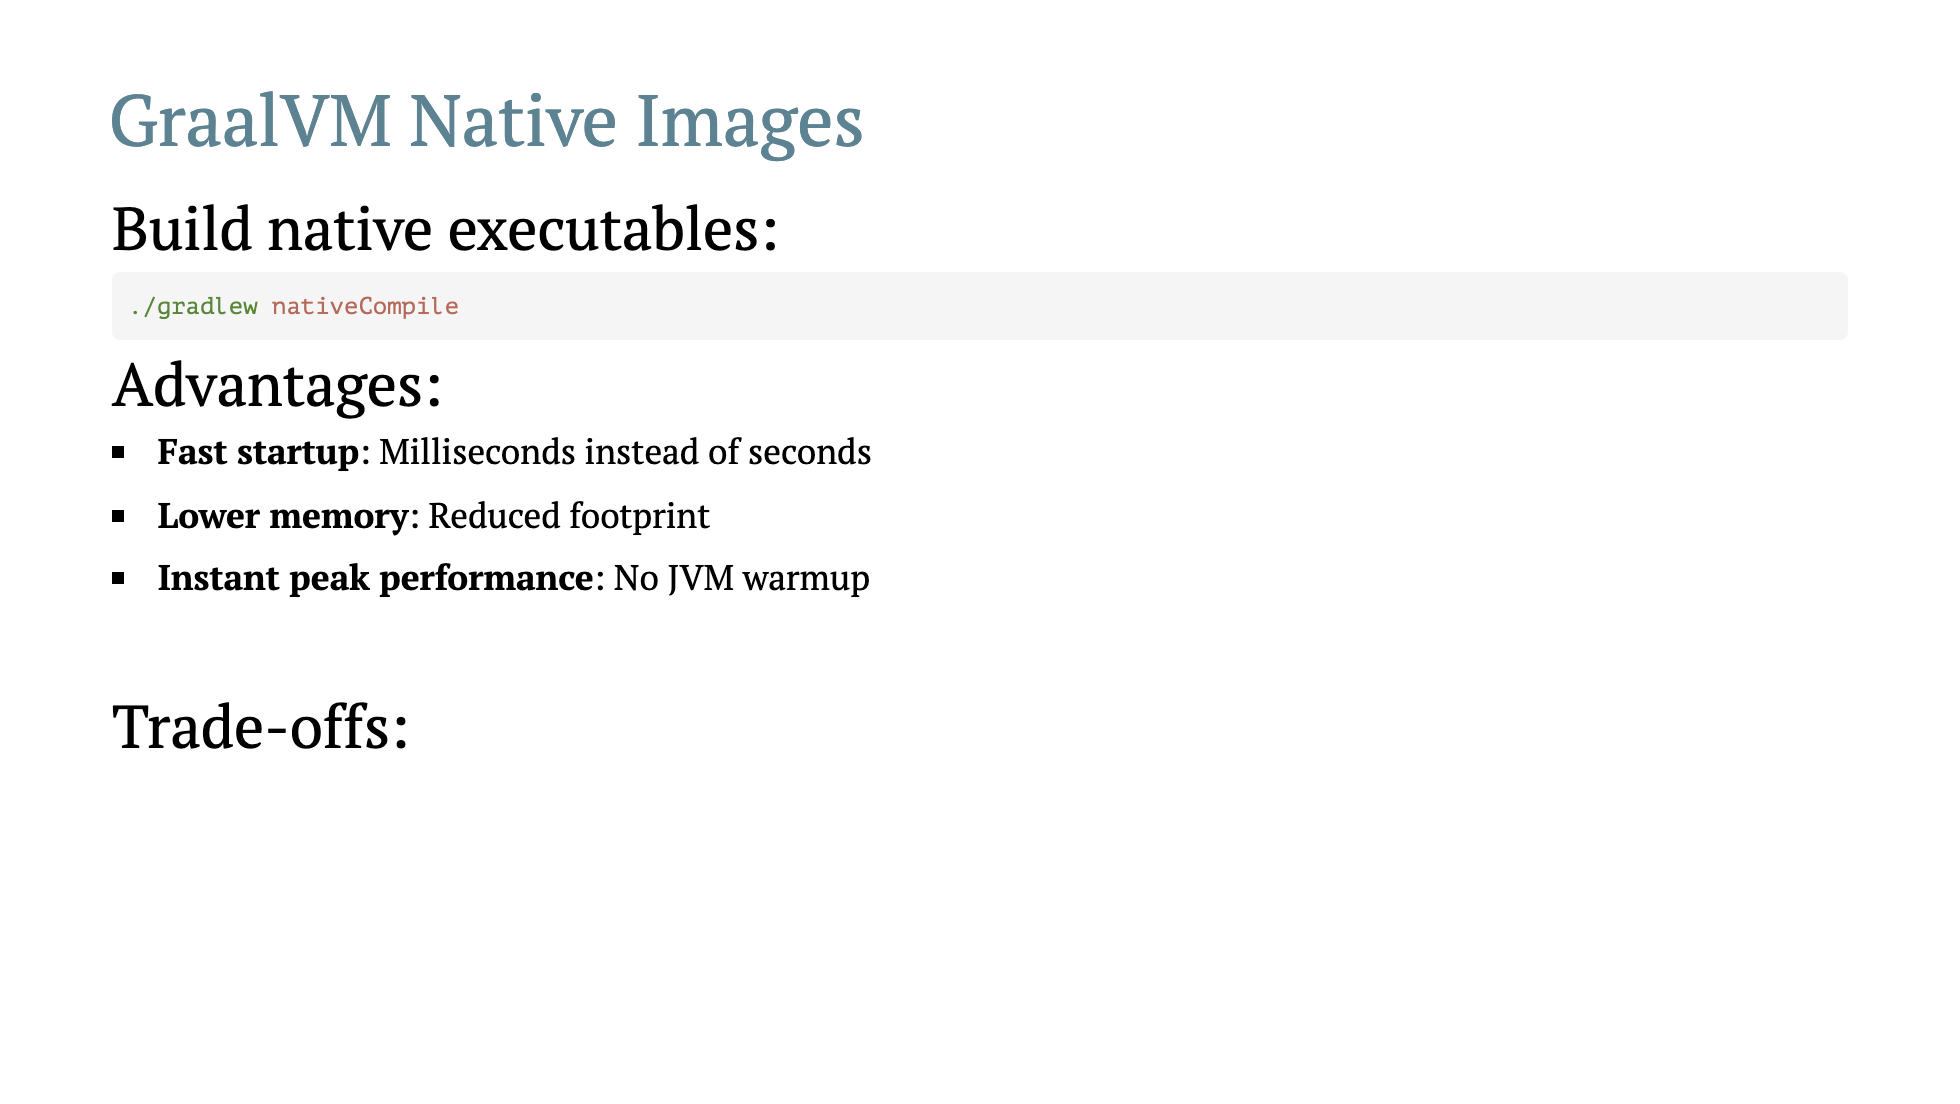 GraalVM Native Images
Build native executables:
./gradlew nativeCompile
Advantages:
▪ Fast startup: Milliseconds instead of seconds
▪ Lower memory: Reduced footprint
▪ Instant peak performance: No JVM warmup
Trade-offs: